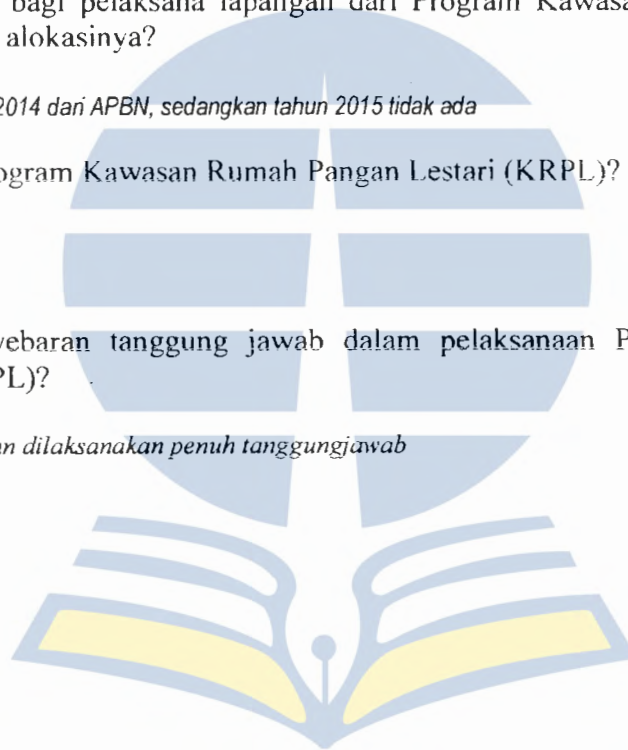 bagi pelaksana lapangan dari Program Kawasa
alokasinya?
2014 dari APBN, sedangkan tahun 2015 tidak ada
ogram Kawasan Rumah Pangan Lestari (KRPL)?
yebaran tanggung jawab dalam pelaksanaan P
PL)?
an dilaksanakan penuh tanggungjawab